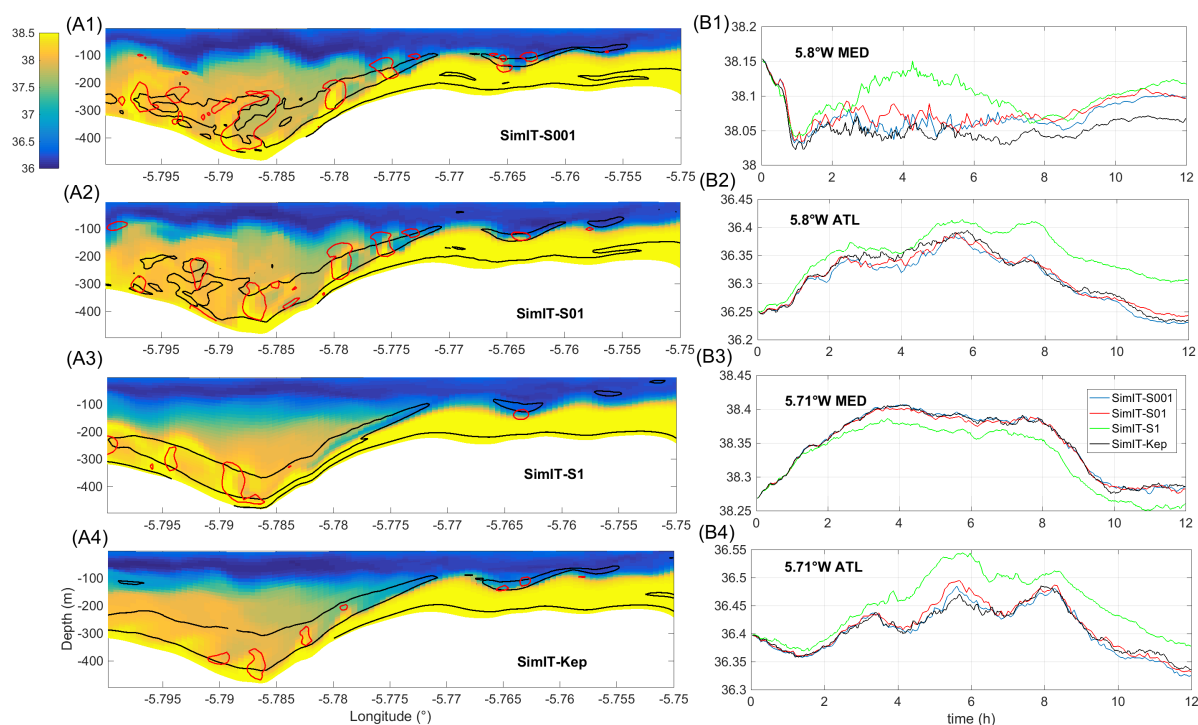 (A1)
38.5
38
37.5
37
36.5
36
-100
-200
-300
-400
SimIT-S001
-5.795 -5.79 -5.785 -5.78 -5.775 -5.77 -5.765 -5.76 -5.755 -5.75
(A2)
-100
-200
-300
-400
SimIT-S01
-5.795 -5.79 -5.785 -5.78 -5.775 -5.77 -5.765 -5.76 -5.755 -5.75
(A3)
-100
-200
-300
-400
SimIT-S1
-5.795 -5.79 -5.785 -5.78 -5.775 -5.77 -5.765 -5.76 -5.755 -5.75
(A4)
Depth (m)
-100
-200
-300
-400
SimIT-Kep
-5.795 -5.79 -5.785 -5.78 -5.775 -5.77 -5.765 -5.76 -5.755 -5.75
Longitude (°)
(B1)
38.2
38.15
38.1
38.05
38
5.8°W MED
0 2 4 6 8 10 12
(B2)
36.45
36.4
36.35
36.3
36.25
36.2
5.8°W ATL
0 2 4 6 8 10 12
(B3)
38.45
38.4
38.35
38.3
38.25
5.71°W MED
SimIT-S001
SimIT-S01
SimIT-S1
SimIT-Kep
0 2 4 6 8 10 12
(B4)
36.55
36.5
36.45
36.4
36.35
36.3
5.71°W ATL
0 2 4 6 8 10 12
time (h)